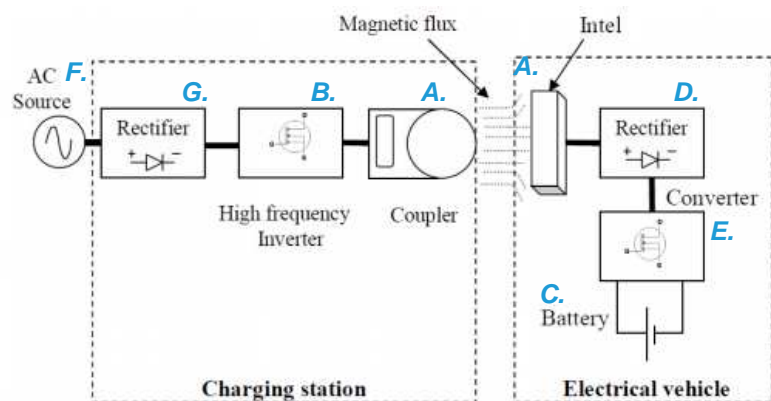 Magnetic flux
Intel
F.
AC
Source
G.
B.
A.
A.
D.
Rectifier
+ −
Rectifier
+ −
High frequency
Inverter
Coupler
Converter
E.
C.
Battery
Charging station
Electrical vehicle